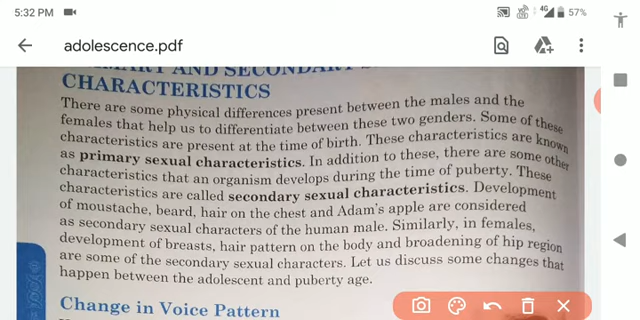 5:32 PM
4G
57%
adolescence.pdf
AND SECONDARY
CHARACTERISTICS
There are some physical differences present between the males and the
females that help us to differentiate between these two genders. Some of these
characteristics are present at the time of birth. These characteristics are known
as primary sexual characteristics. In addition to these, there are some other
characteristics that an organism develops during the time of puberty. These
characteristics are called secondary sexual characteristics. Development
of moustache, beard, hair on the chest and Adam's apple are considered
as secondary sexual characters of the human male. Similarly, in females,
development of breasts, hair pattern on the body and broadening of hip region
are some of the secondary sexual characters. Let us discuss some changes that
happen between the adolescent and puberty age.
Change in Voice Pattern